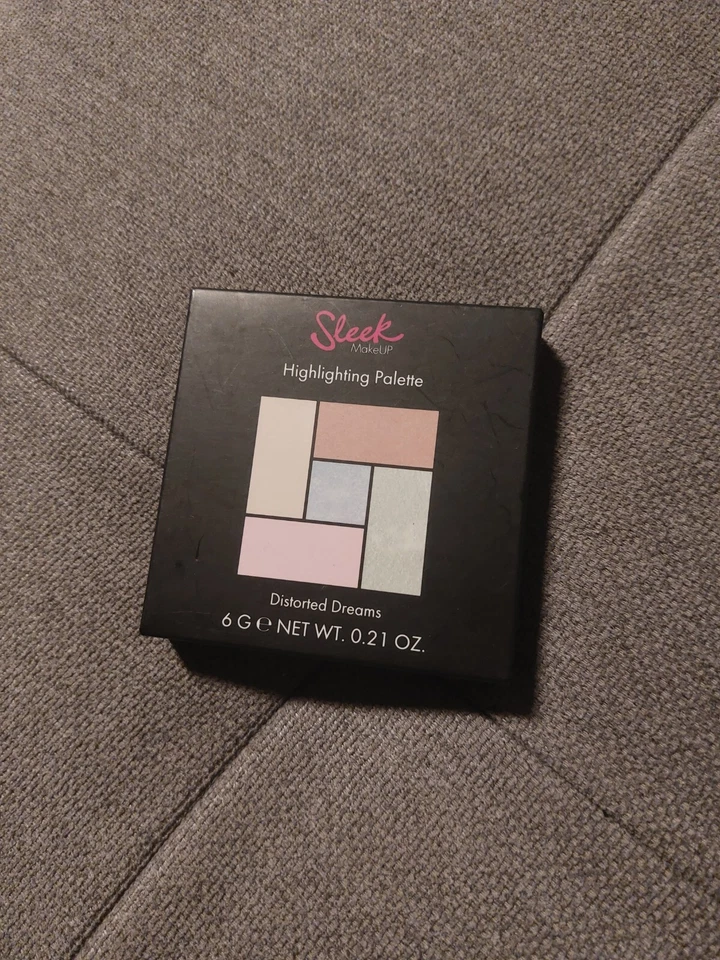 Sleek
MakeUP
Highlighting Palette
Distorted Dreams
6 G ℮ NET WT. 0.21 OZ.